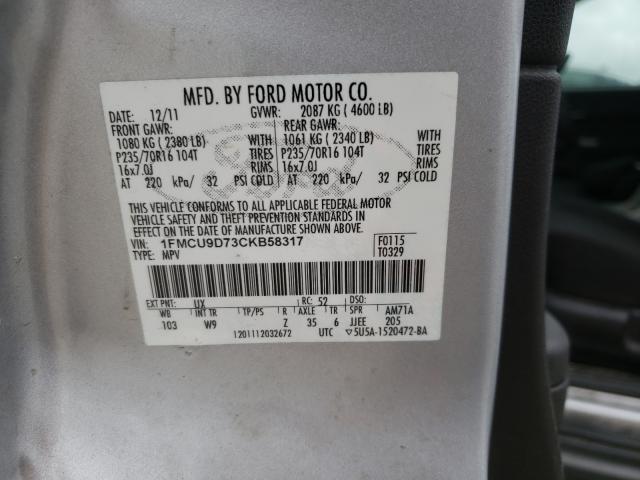 MFD. BY FORD MOTOR CO.
DATE: 12/11 GVWR: 2087 KG ( 4600 LB)
FRONT GAWR: REAR GAWR:
1080 KG ( 2380 LB) 1061 KG ( 2340 LB)
P235/70R16 104T TIRES P235/70R16 104T TIRES
16x7.0J RIMS 16x7.0J RIMS
AT 220 kPa/ 32 PSI COLD AT 220 kPa/ 32 PSI COLD
THIS VEHICLE CONFORMS TO ALL APPLICABLE FEDERAL MOTOR
VEHICLE SAFETY AND THEFT PREVENTION STANDARDS IN
EFFECT ON THE DATE OF MANUFACTURE SHOWN ABOVE.
VIN: 1FMCU9D73CKB58317 F0115
TYPE: MPV T0329
EXT PNT: UX RC: 52 DSO:
WB INT TR TP/PS R AXLE TR SPR AM71A
103 W9 Z 35 6 JJEE 205
1201112032672 UTC 5U5A-1520472-BA